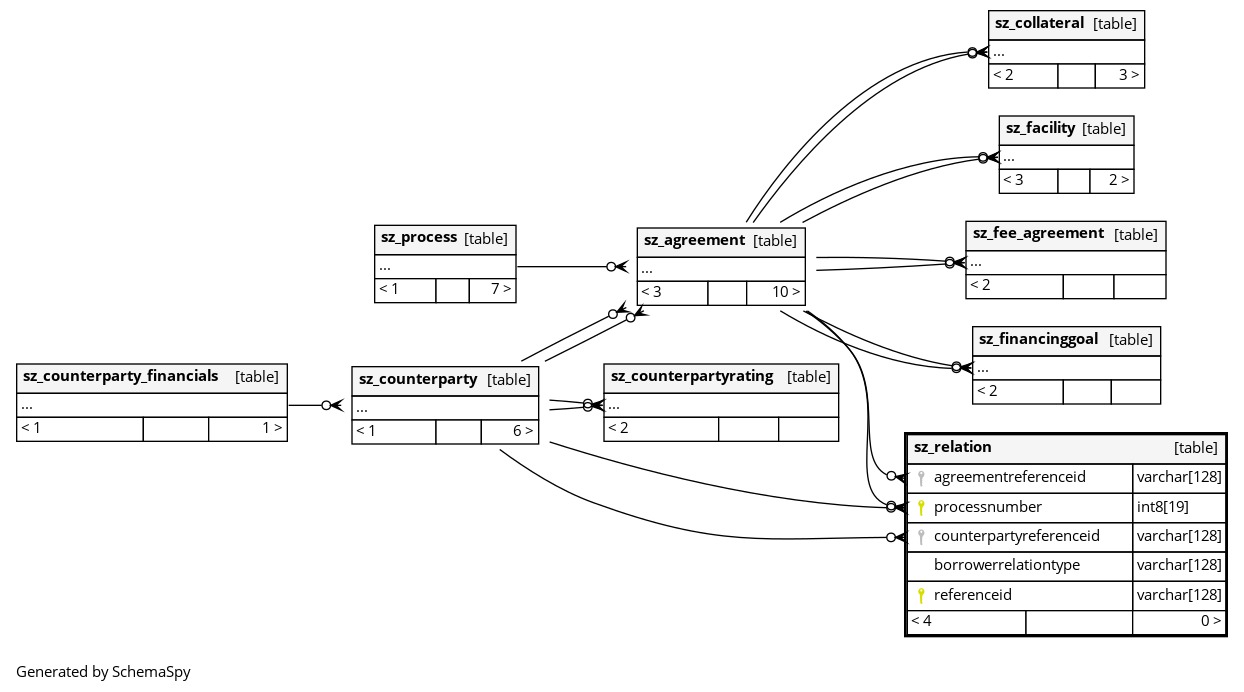 sz_collateral [table]
...
< 2 3 >
sz_facility [table]
...
< 3 2 >
sz_process [table]
...
< 1 7 >
sz_agreement [table]
...
< 3 10 >
sz_fee_agreement [table]
...
< 2
sz_financinggoal [table]
...
< 2
sz_counterparty_financials [table]
...
< 1 1 >
sz_counterparty [table]
...
< 1 6 >
sz_counterpartyrating [table]
...
< 2
sz_relation [table]
agreementreferenceid varchar[128]
processnumber int8[19]
counterpartyreferenceid varchar[128]
borrowerrelationtype varchar[128]
referenceid varchar[128]
< 4 0 >
Generated by SchemaSpy